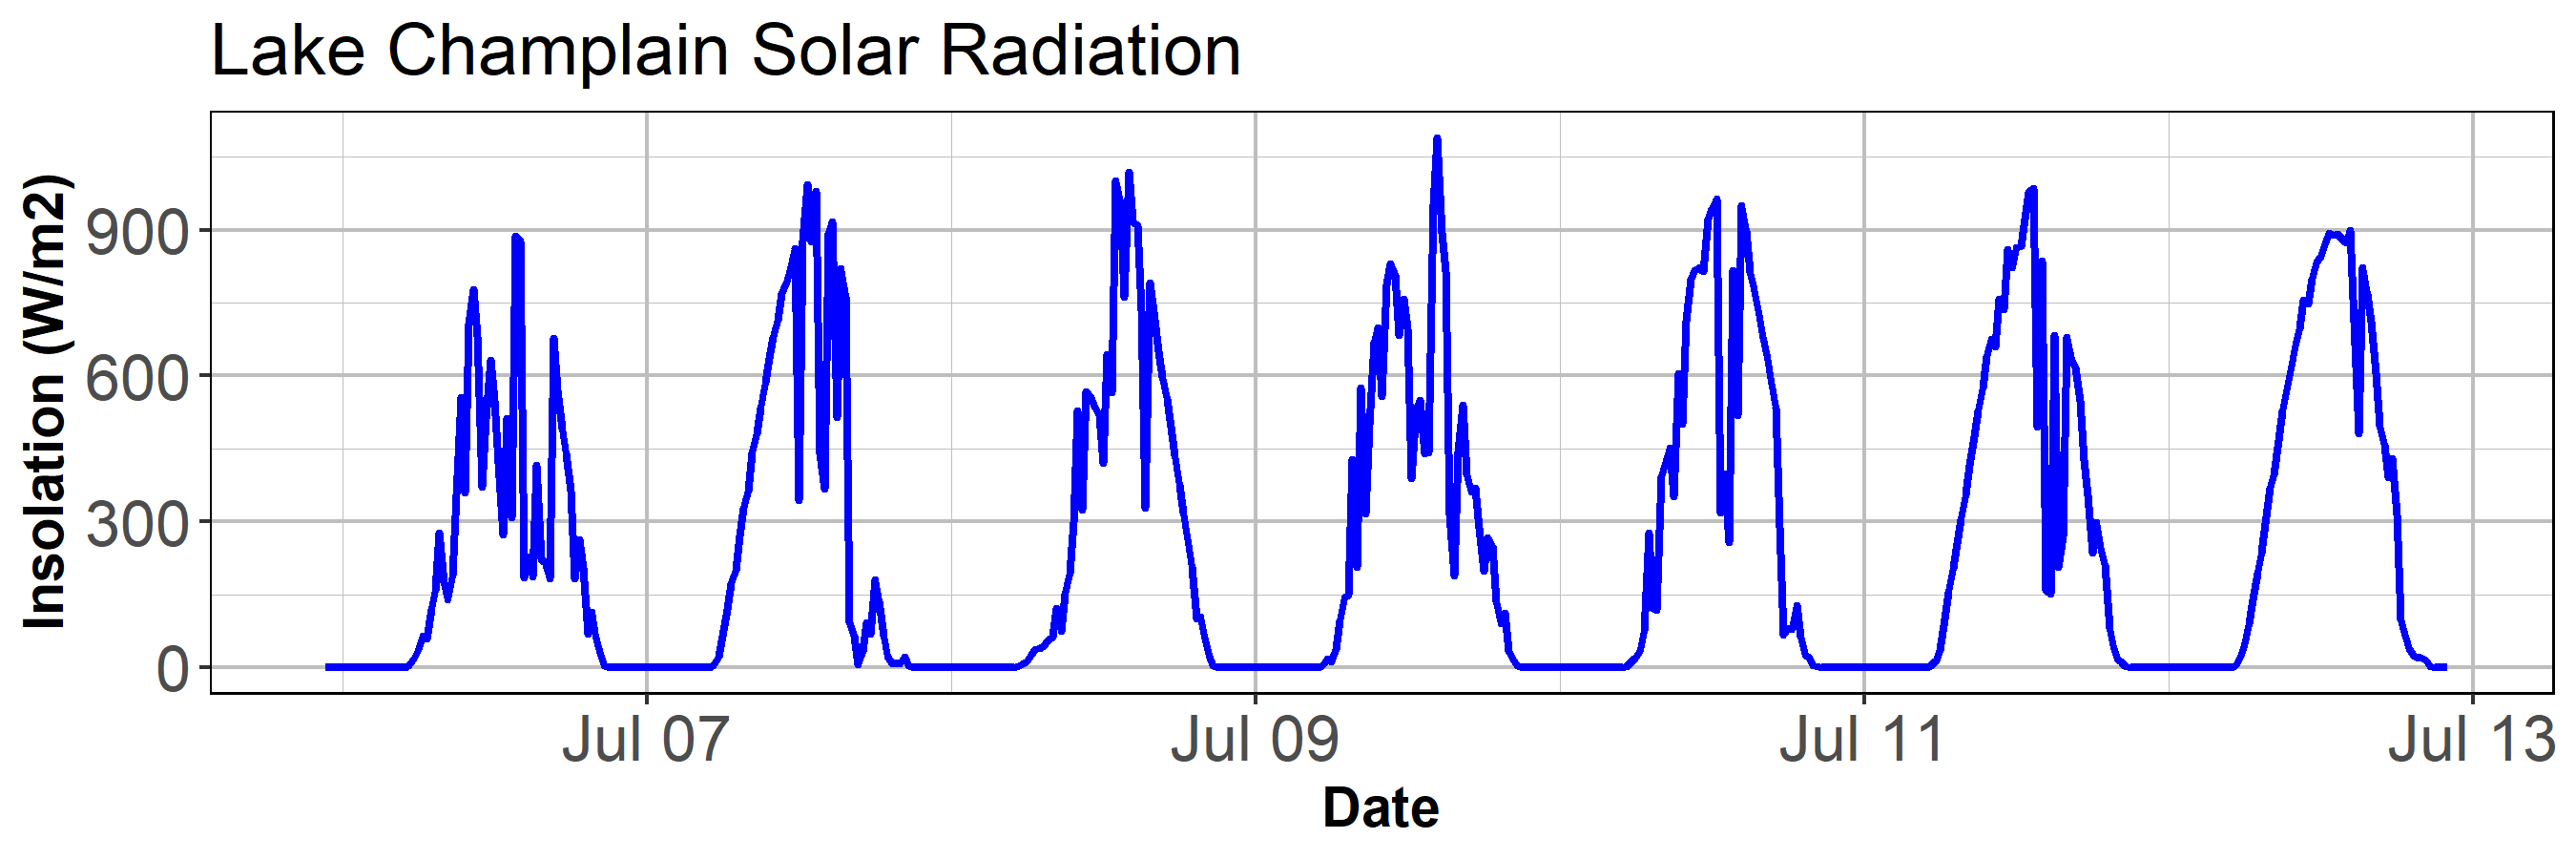 Lake Champlain Solar Radiation
Insolation (W/m2)
900
600
300
0
Jul 07
Jul 09
Jul 11
Jul 13
Date